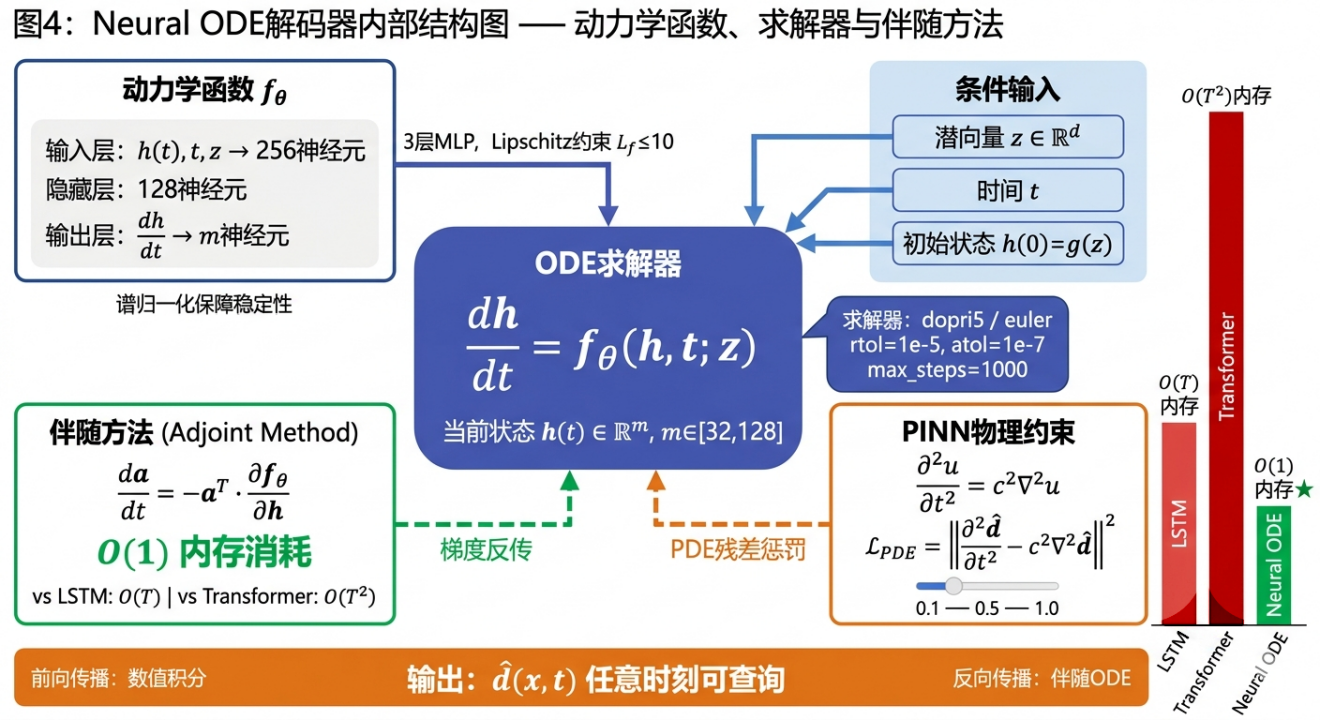 图4：Neural ODE解码器内部结构图 —— 动力学函数、求解器与伴随方法
动力学函数 f_θ
输入层：h(t), t, z → 256神经元
隐藏层：128神经元
输出层：dh/dt → m神经元
谱归一化保障稳定性
3层MLP，Lipschitz约束 L_f≤10
条件输入
潜向量 z ∈ ℝ^d
时间 t
初始状态 h(0)=g(z)
ODE求解器
dh/dt = f_θ(h, t; z)
当前状态 h(t) ∈ ℝ^m, m∈[32,128]
求解器：dopri5 / euler
rtol=1e-5, atol=1e-7
max_steps=1000
伴随方法 (Adjoint Method)
da/dt = −a^T · ∂f_θ/∂h
O(1) 内存消耗
vs LSTM: O(T) | vs Transformer: O(T²)
梯度反传
PDE残差惩罚
PINN物理约束
∂²u/∂t² = c²∇²u
ℒ_PDE = ‖∂²d̂/∂t² − c²∇²d̂‖²
0.1 — 0.5 — 1.0
前向传播：数值积分
输出：d̂(x, t) 任意时刻可查询
反向传播：伴随ODE
O(T²)内存
Transformer
O(T)
内存
LSTM
O(1)
内存★
Neural ODE
LSTM
Transformer
Neural ODE